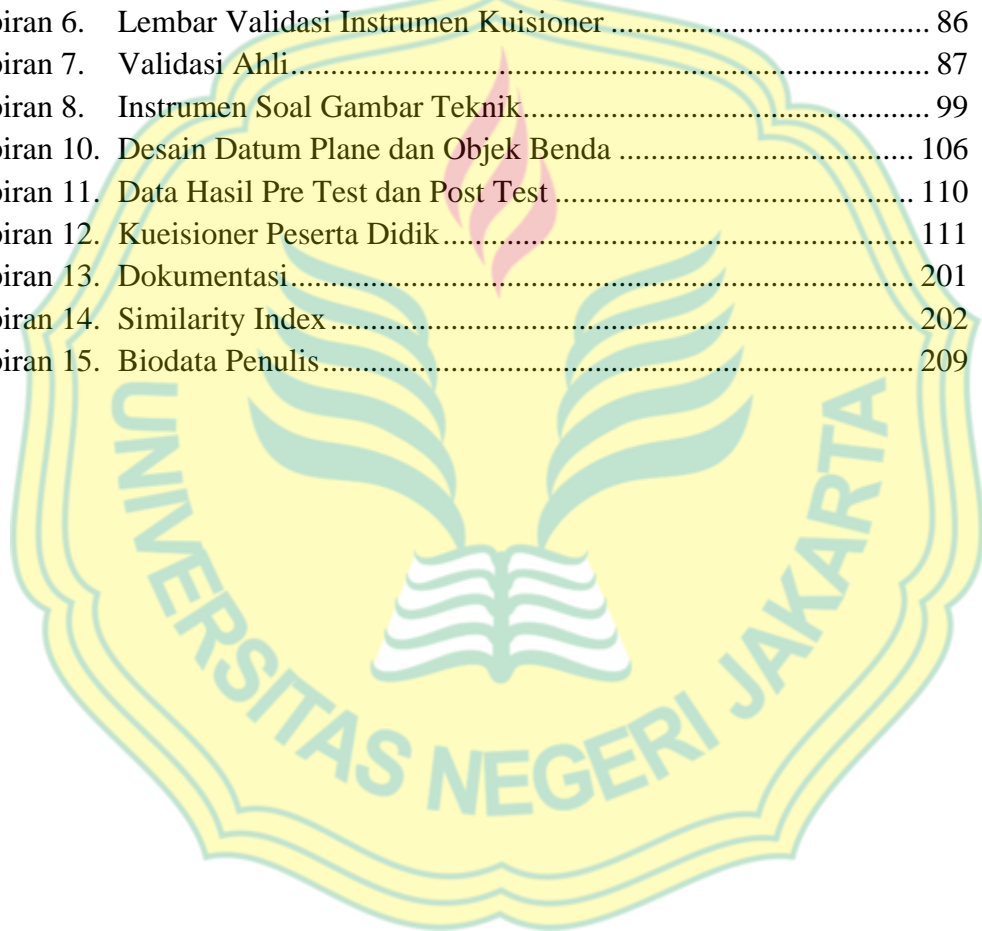 piran 6. Lembar Validasi Instrumen Kuisioner ................................ 86
piran 7. Validasi Ahli................................................................ 87
piran 8. Instrumen Soal Gambar Teknik......................................... 99
piran 10. Desain Datum Plane dan Objek Benda .............................. 106
piran 11. Data Hasil Pre Test dan Post Test .................................... 110
piran 12. Kueisioner Peserta Didik ............................................... 111
piran 13. Dokumentasi............................................................... 201
piran 14. Similarity Index ........................................................... 202
piran 15. Biodata Penulis ............................................................ 209
UNIVERSITAS NEGERI JAKARTA